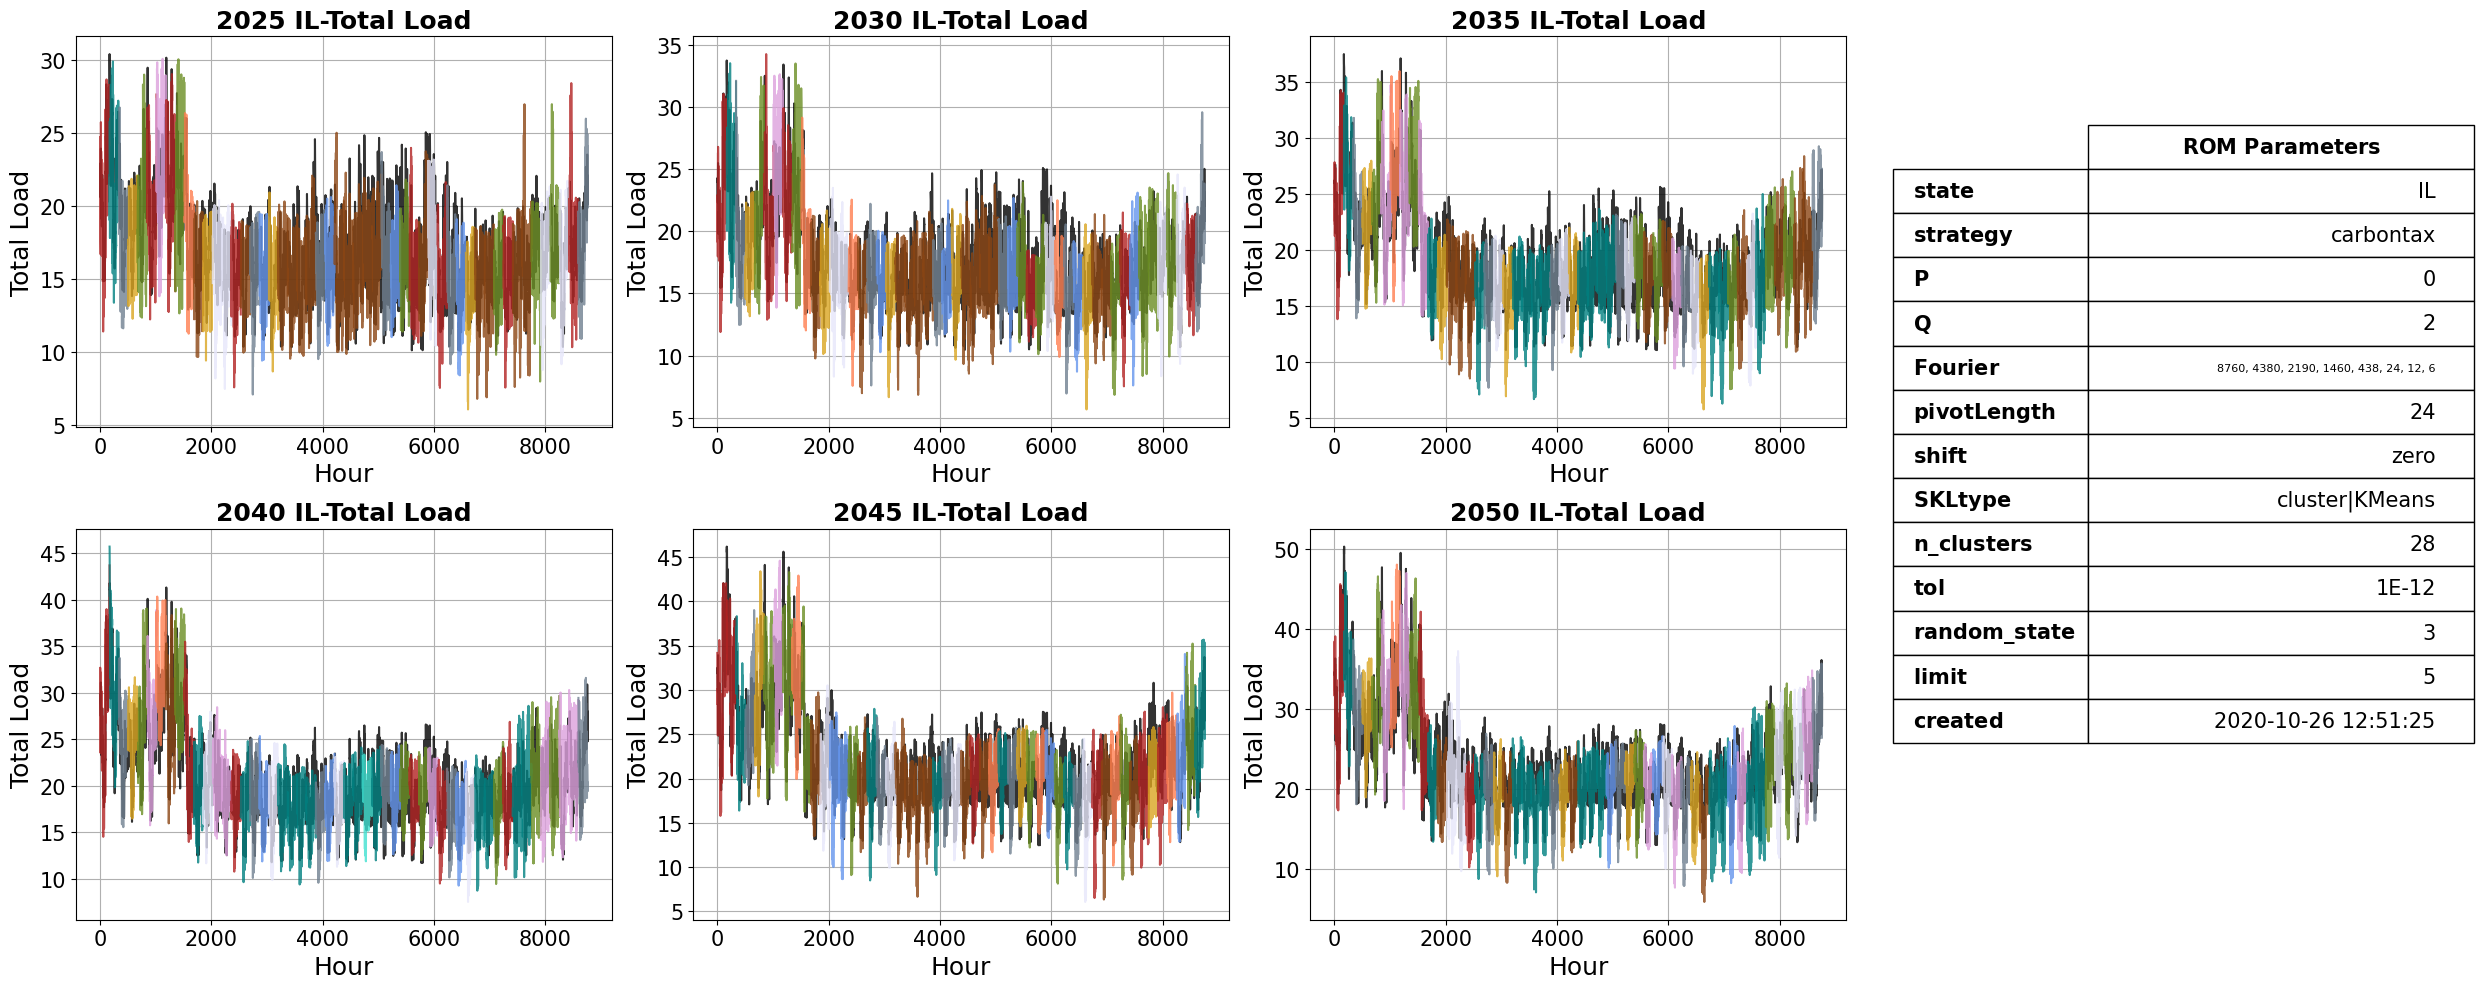 2025 IL-Total Load
Total Load
30
25
20
15
10
5
0 2000 4000 6000 8000
Hour
2030 IL-Total Load
Total Load
35
30
25
20
15
10
5
0 2000 4000 6000 8000
Hour
2035 IL-Total Load
Total Load
35
30
25
20
15
10
5
0 2000 4000 6000 8000
Hour
2040 IL-Total Load
Total Load
45
40
35
30
25
20
15
10
0 2000 4000 6000 8000
Hour
2045 IL-Total Load
Total Load
45
40
35
30
25
20
15
10
5
0 2000 4000 6000 8000
Hour
2050 IL-Total Load
Total Load
50
40
30
20
10
0 2000 4000 6000 8000
Hour
ROM Parameters
state IL
strategy carbontax
P 0
Q 2
Fourier 8760, 4380, 2190, 1460, 438, 24, 12, 6
pivotLength 24
shift zero
SKLtype cluster|KMeans
n_clusters 28
tol 1E-12
random_state 3
limit 5
created 2020-10-26 12:51:25